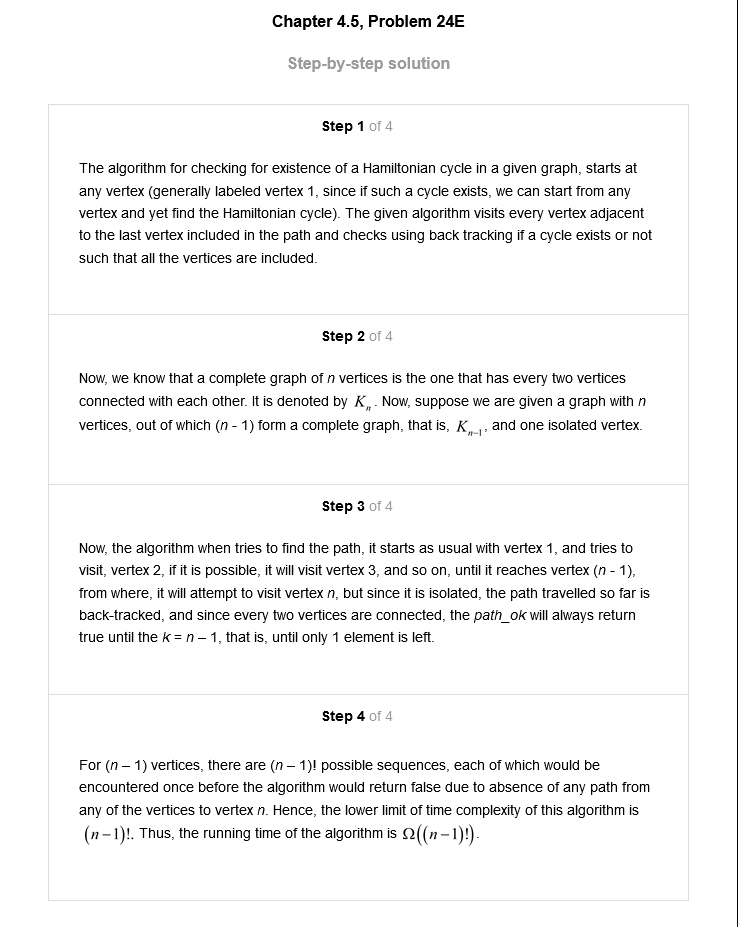 Chapter 4.5, Problem 24E
Step-by-step solution
Step 1 of 4
The algorithm for checking for existence of a Hamiltonian cycle in a given graph, starts at
any vertex (generally labeled vertex 1, since if such a cycle exists, we can start from any
vertex and yet find the Hamiltonian cycle). The given algorithm visits every vertex adjacent
to the last vertex included in the path and checks using back tracking if a cycle exists or not
such that all the vertices are included.
Step 2 of 4
Now, we know that a complete graph of n vertices is the one that has every two vertices
connected with each other. It is denoted by Kₙ. Now, suppose we are given a graph with n
vertices, out of which (n - 1) form a complete graph, that is, Kₙ₋₁, and one isolated vertex.
Step 3 of 4
Now, the algorithm when tries to find the path, it starts as usual with vertex 1, and tries to
visit, vertex 2, if it is possible, it will visit vertex 3, and so on, until it reaches vertex (n - 1),
from where, it will attempt to visit vertex n, but since it is isolated, the path travelled so far is
back-tracked, and since every two vertices are connected, the path_ok will always return
true until the k = n – 1, that is, until only 1 element is left.
Step 4 of 4
For (n – 1) vertices, there are (n – 1)! possible sequences, each of which would be
encountered once before the algorithm would return false due to absence of any path from
any of the vertices to vertex n. Hence, the lower limit of time complexity of this algorithm is
(n–1)!. Thus, the running time of the algorithm is Ω((n–1)!).